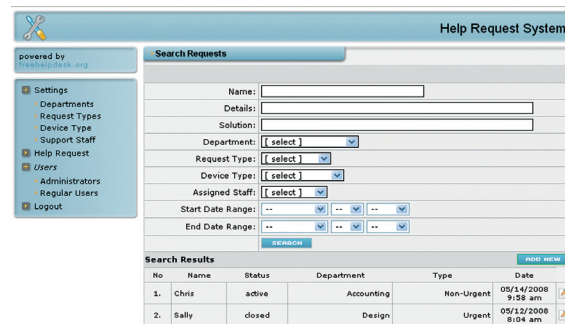 Help Request System
powered by
freehelpdesk.org
Settings
Departments
Request Types
Device Type
Support Staff
Help Request
Users
Administrators
Regular Users
Logout
Search Requests
Name:
Details:
Solution:
Department: [ select ]
Request Type: [ select ]
Device Type: [ select ]
Assigned Staff: [ select ]
Start Date Range: -- -- --
End Date Range: -- -- --
SEARCH
Search Results ADD NEW
No Name Status Department Type Date
1. Chris active Accounting Non-Urgent 05/14/2008
9:58 am
2. Sally closed Design Urgent 05/12/2008
8:04 am